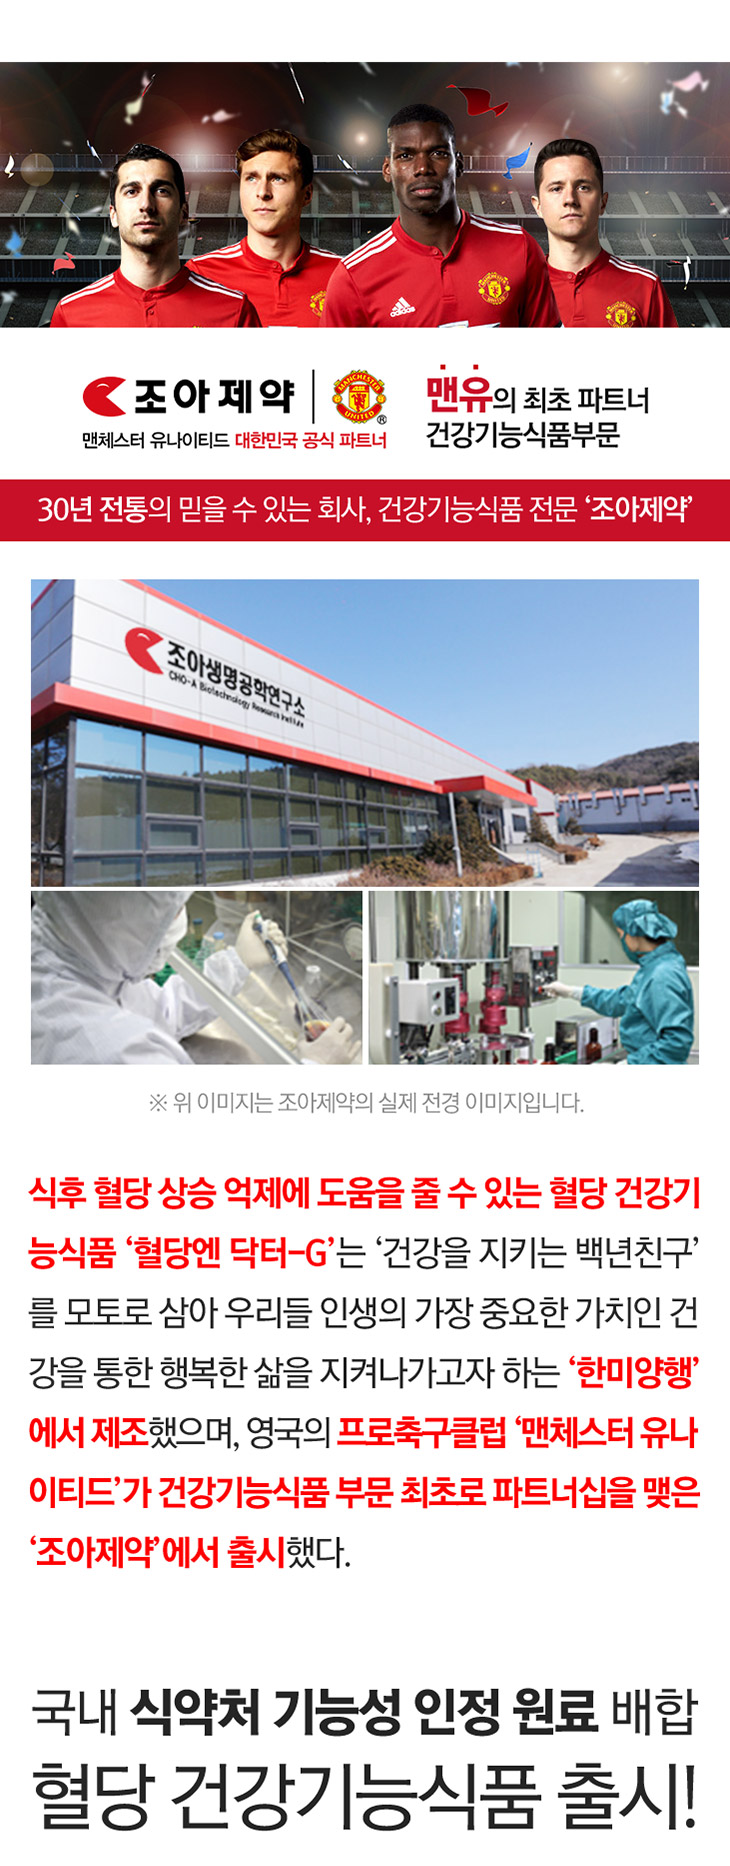 조아제약
MANCHESTER
UNITED
®
맨체스터 유나이티드 대한민국 공식 파트너
맨유의 최초 파트너
건강기능식품부문
30년 전통의 믿을 수 있는 회사, 건강기능식품 전문 ‘조아제약’
조아생명공학연구소
CHO-A Biotechnology Research Institute
※ 위 이미지는 조아제약의 실제 전경 이미지입니다.
식후 혈당 상승 억제에 도움을 줄 수 있는 혈당 건강기
능식품 ‘혈당엔 닥터-G’는 ‘건강을 지키는 백년친구’
를 모토로 삼아 우리들 인생의 가장 중요한 가치인 건
강을 통한 행복한 삶을 지켜나가고자 하는 ‘한미양행’
에서 제조했으며, 영국의 프로축구클럽 ‘맨체스터 유나
이티드’가 건강기능식품 부문 최초로 파트너십을 맺은
‘조아제약’에서 출시했다.
국내 식약처 기능성 인정 원료 배합
혈당 건강기능식품 출시!